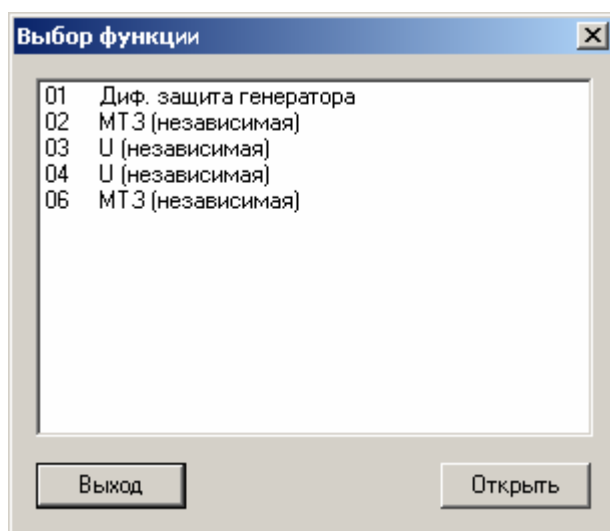 Выбор функции
01 Диф. защита генератора
02 МТЗ (независимая)
03 U (независимая)
04 U (независимая)
06 МТЗ (независимая)
Выход Открыть